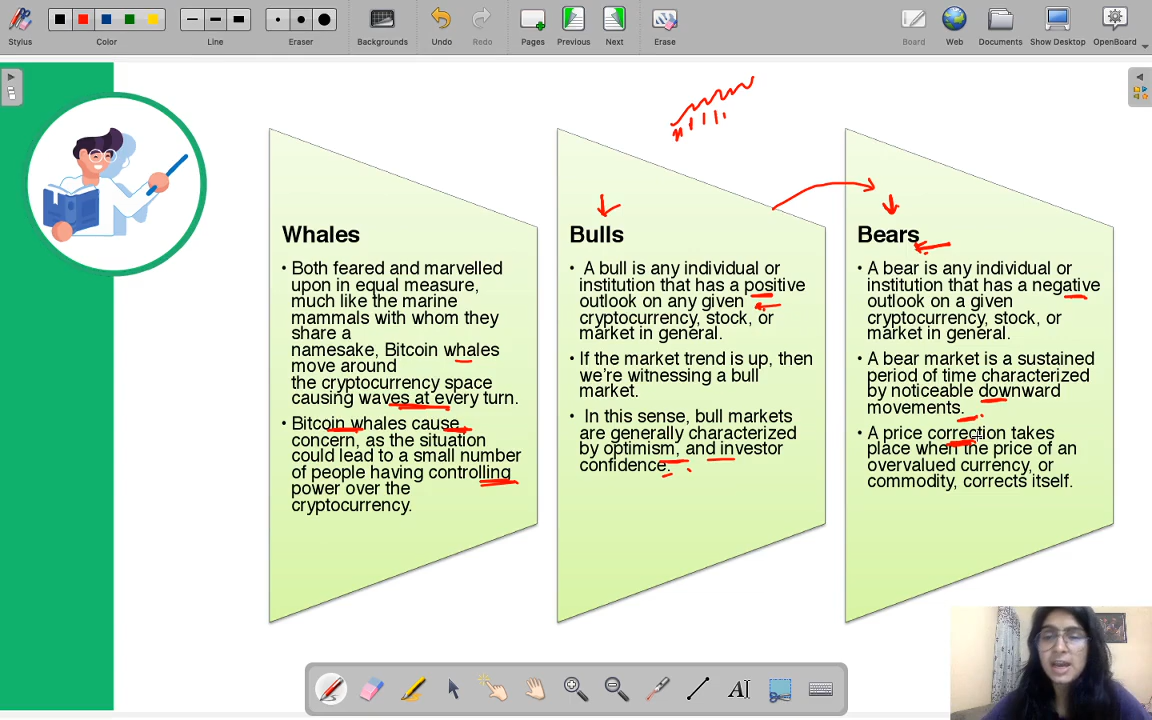 Stylus
Color
Line
Eraser
Backgrounds
Undo
Redo
Pages
Previous
Next
Erase
Board
Web
Documents
Show Desktop
OpenBoard
Whales
• Both feared and marvelled
upon in equal measure,
much like the marine
mammals with whom they
share a
namesake, Bitcoin whales
move around
the cryptocurrency space
causing waves at every turn.
• Bitcoin whales cause
concern, as the situation
could lead to a small number
of people having controlling
power over the
cryptocurrency.
Bulls
• A bull is any individual or
institution that has a positive
outlook on any given
cryptocurrency, stock, or
market in general.
• If the market trend is up, then
we're witnessing a bull
market.
• In this sense, bull markets
are generally characterized
by optimism, and investor
confidence.
Bears
• A bear is any individual or
institution that has a negative
outlook on a given
cryptocurrency, stock, or
market in general.
• A bear market is a sustained
period of time characterized
by noticeable downward
movements.
• A price correction takes
place when the price of an
overvalued currency, or
commodity, corrects itself.
AI